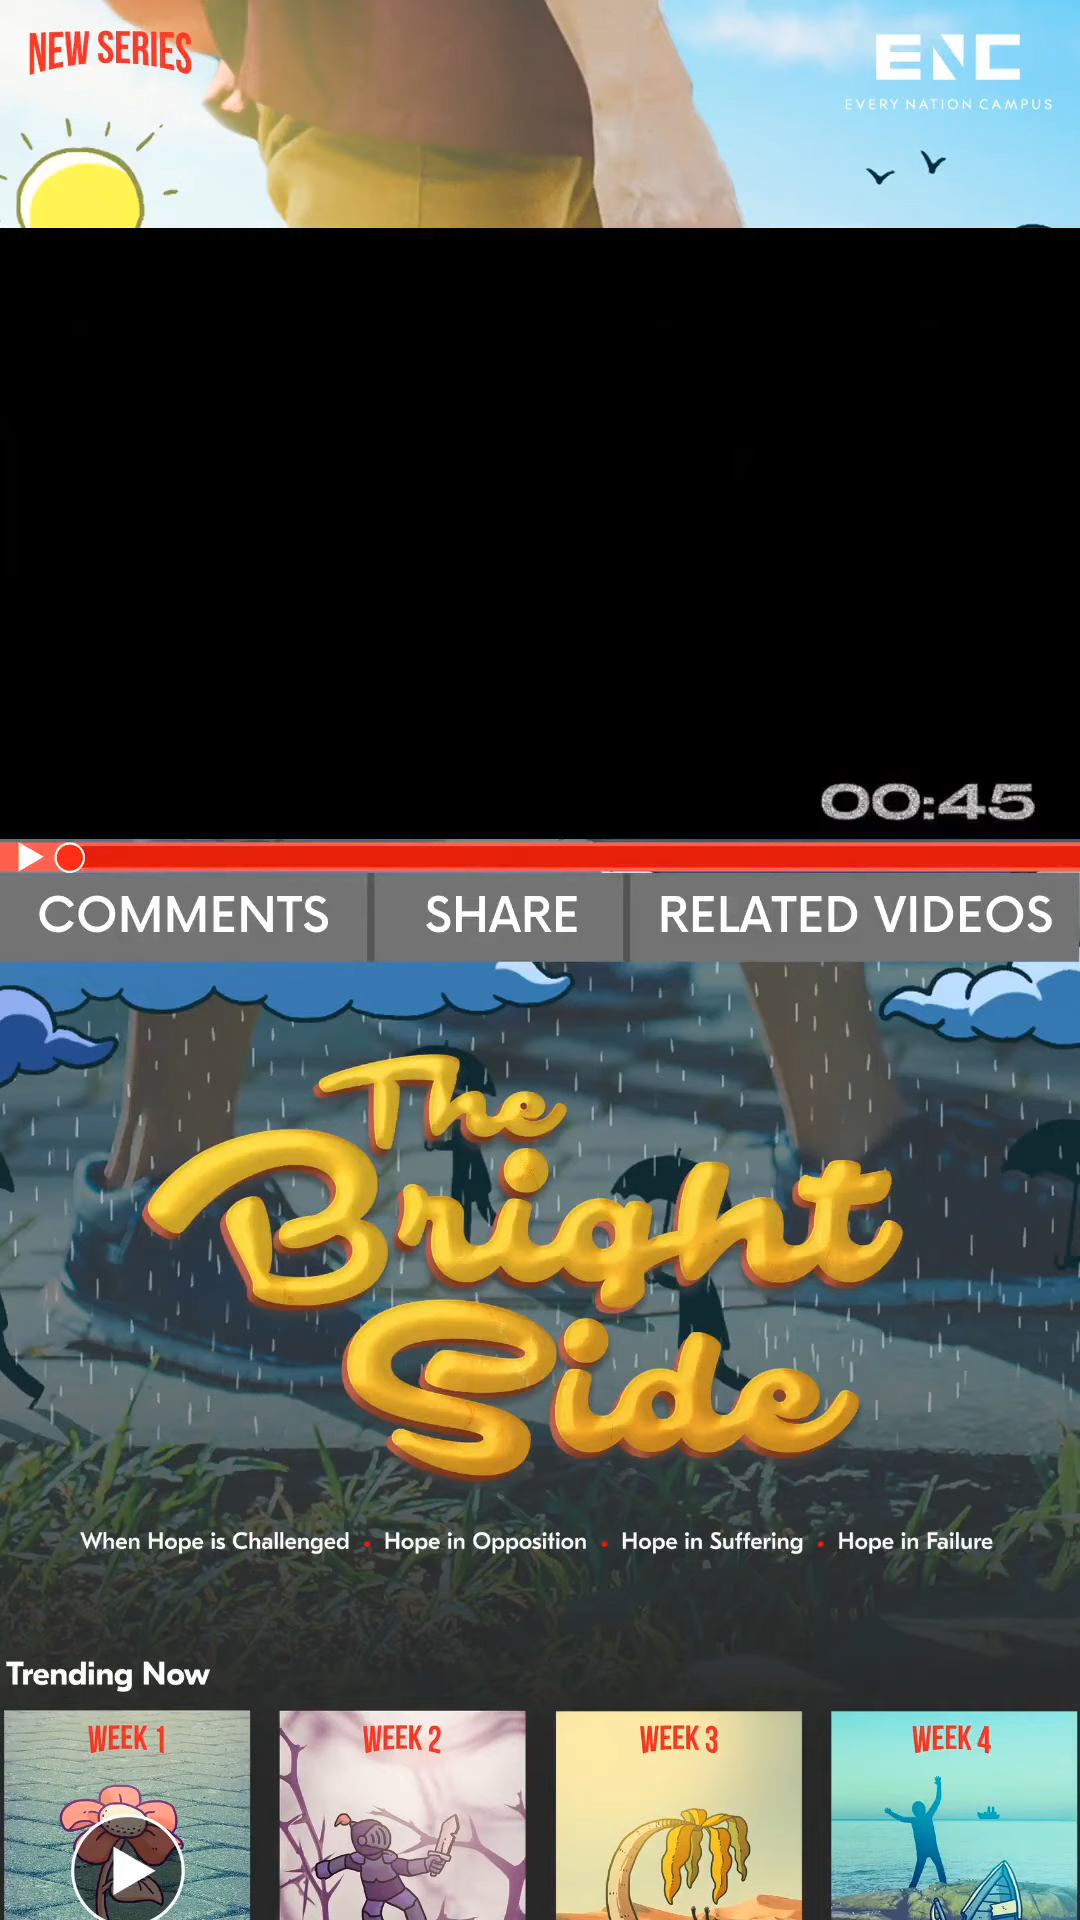 NEW SERIES
ENC
EVERY NATION CAMPUS
00:45
COMMENTS
SHARE
RELATED VIDEOS
The
Bright
Side
When Hope is Challenged • Hope in Opposition • Hope in Suffering • Hope in Failure
Trending Now
WEEK 1
WEEK 2
WEEK 3
WEEK 4